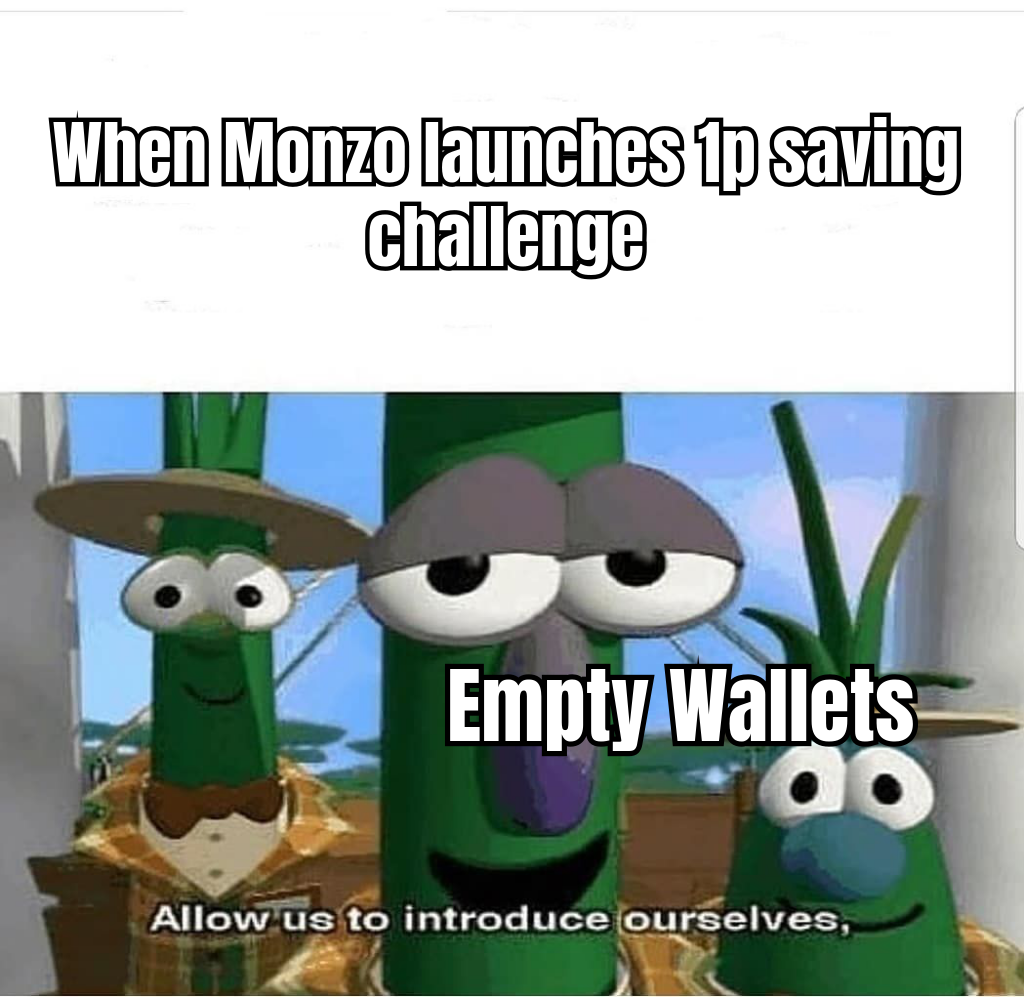 When Monzo launches 1p saving
challenge
Empty Wallets
Allow us to introduce ourselves,